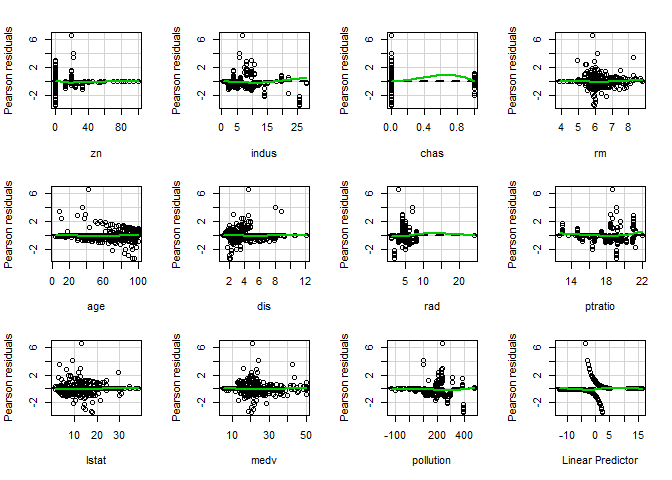 Pearson residuals
-2 2 6
0 40 80
zn
Pearson residuals
-2 2 6
0 5 15 25
indus
Pearson residuals
-2 2 6
0.0 0.4 0.8
chas
Pearson residuals
-2 2 6
4 5 6 7 8
rm
Pearson residuals
-2 2 6
0 20 60 100
age
Pearson residuals
-2 2 6
2 4 6 8 12
dis
Pearson residuals
-2 2 6
5 10 20
rad
Pearson residuals
-2 2 6
14 18 22
ptratio
Pearson residuals
-2 2 6
10 20 30
lstat
Pearson residuals
-2 2 6
10 20 30 40 50
medv
Pearson residuals
-2 2 6
-100 200 400
pollution
Pearson residuals
-2 2 6
-10 0 5 15
Linear Predictor